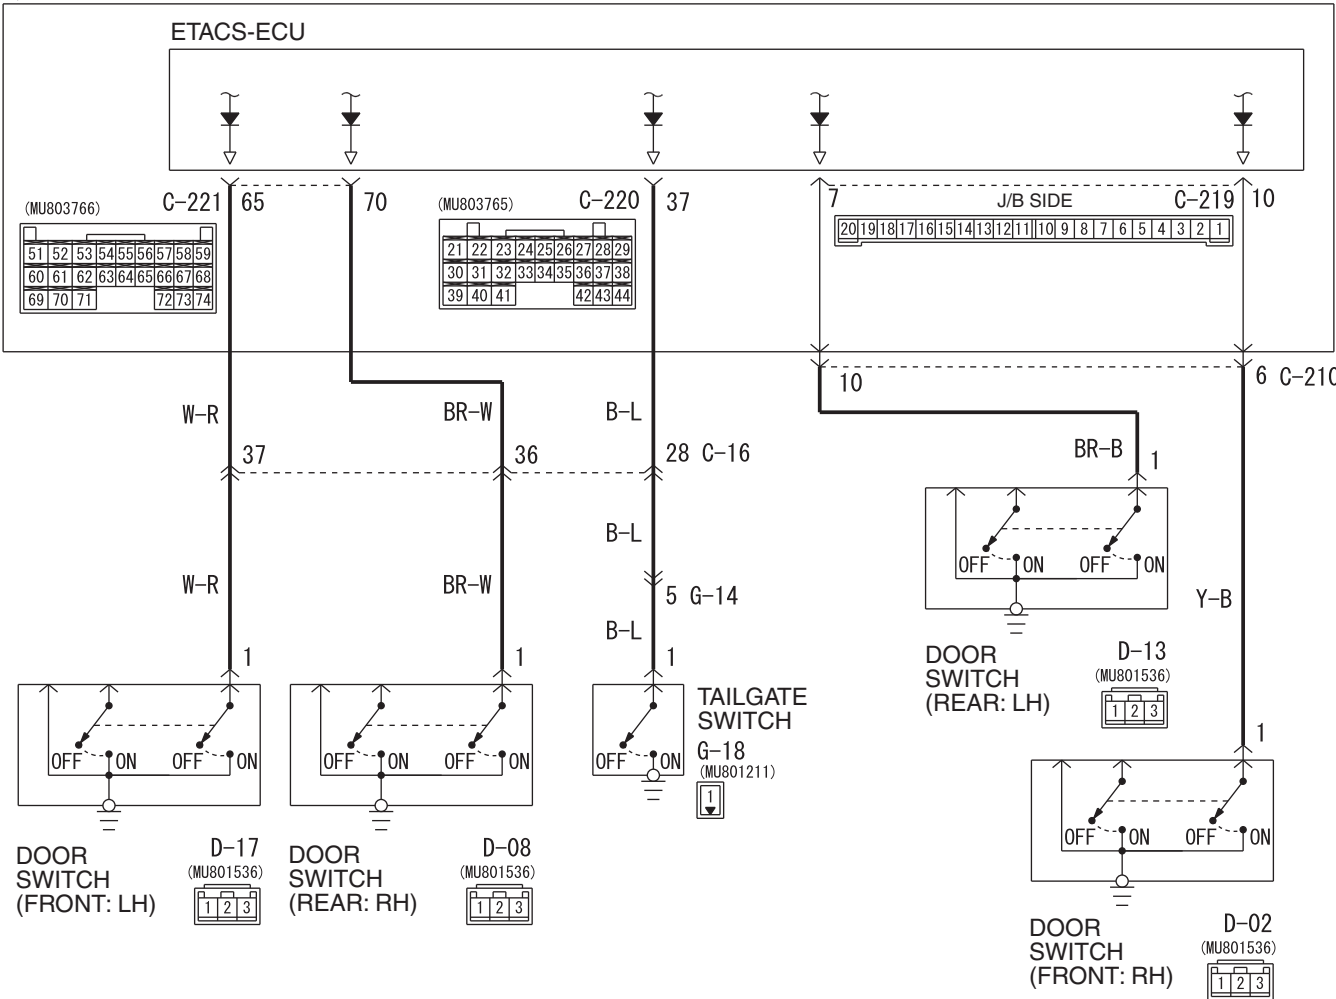 ETACS-ECU
(MU803766)
C-221 65
70
(MU803765)
C-220 37
7
J/B SIDE
C-219 10
51 52 53 54 55 56 57 58 59
60 61 62 63 64 65 66 67 68
69 70 71 72 73 74
21 22 23 24 25 26 27 28 29
30 31 32 33 34 35 36 37 38
39 40 41 42 43 44
20 19 18 17 16 15 14 13 12 11 10 9 8 7 6 5 4 3 2 1
10
6 C-210
W-R
BR-W
B-L
37
36
28 C-16
BR-B
1
B-L
OFF ON OFF ON
W-R
BR-W
5 G-14
Y-B
B-L
1
1
1
DOOR
SWITCH
(REAR: LH)
D-13
(MU801536)
1 2 3
OFF ON OFF ON
OFF ON OFF ON
OFF ON
TAILGATE
SWITCH
G-18
(MU801211)
1
1
OFF ON OFF ON
DOOR
SWITCH
(FRONT: LH)
D-17
(MU801536)
1 2 3
DOOR
SWITCH
(REAR: RH)
D-08
(MU801536)
1 2 3
DOOR
SWITCH
(FRONT: RH)
D-02
(MU801536)
1 2 3